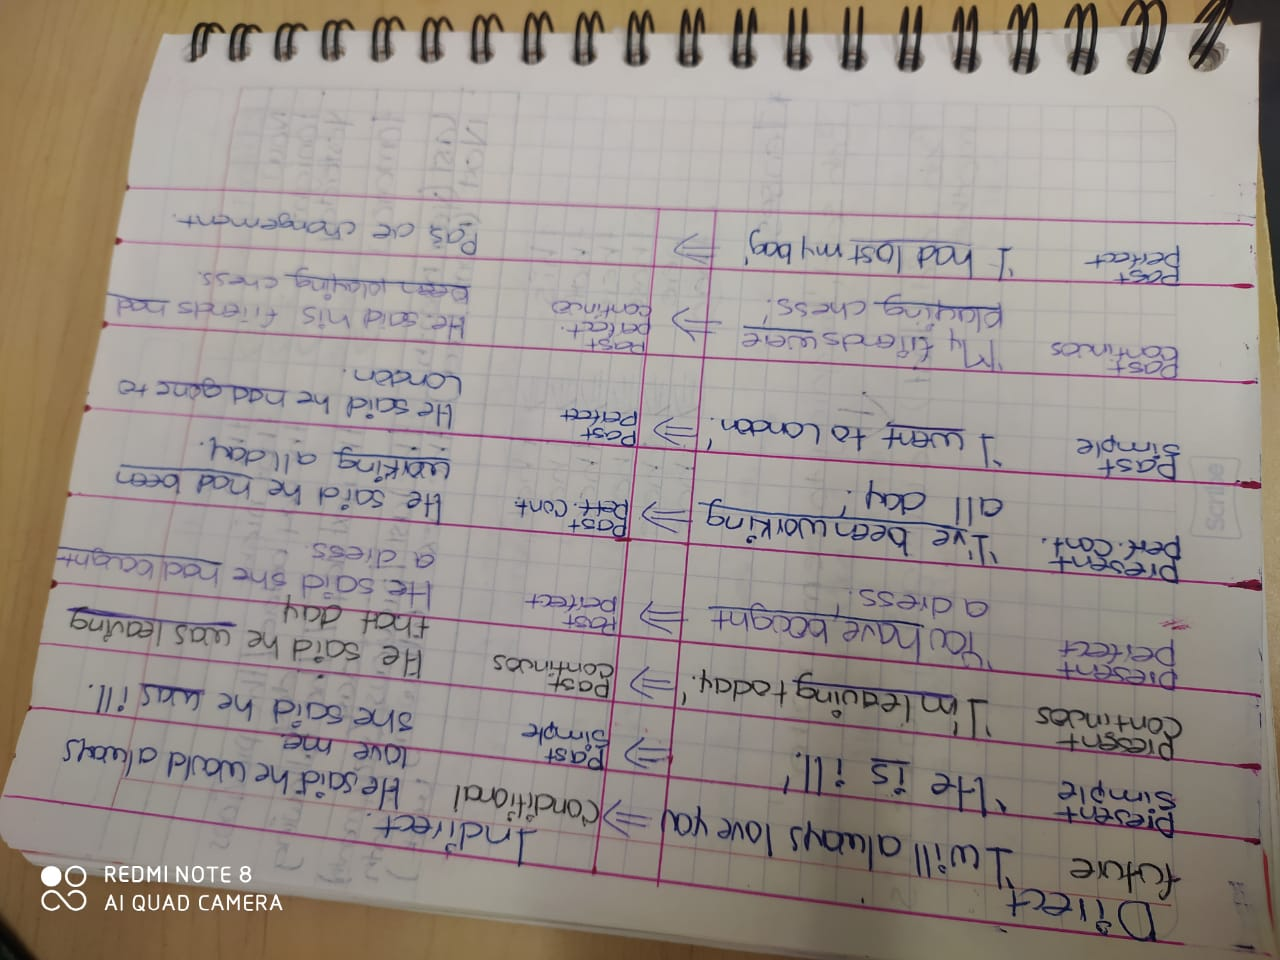 Direct
Indirect.
future 'I will always love you ⇒ Conditional He said he would always
love me
present
simple 'He is ill.' ⇒ Past
simple She said he was ill.
present
continuos 'I'm leaving today.' ⇒ Past
continuos He said he was leaving
that day
present
perfect 'You have bought
a dress.' ⇒ Past
perfect He said she had bought
a dress.
present
perf. cont. 'I've been working
all day.' ⇒ Past
perf. cont. He said he had been
working all day.
past
simple 'I went to London.' ⇒ Past
perfect He said he had gone to
London.
Past
continuos 'My friends were
playing chess.' ⇒ past
perfect
continuo He said his friends had
been playing chess.
Past
perfect 'I had lost my bag' ⇒ Pas de changement.
Scribe
REDMI NOTE 8
AI QUAD CAMERA